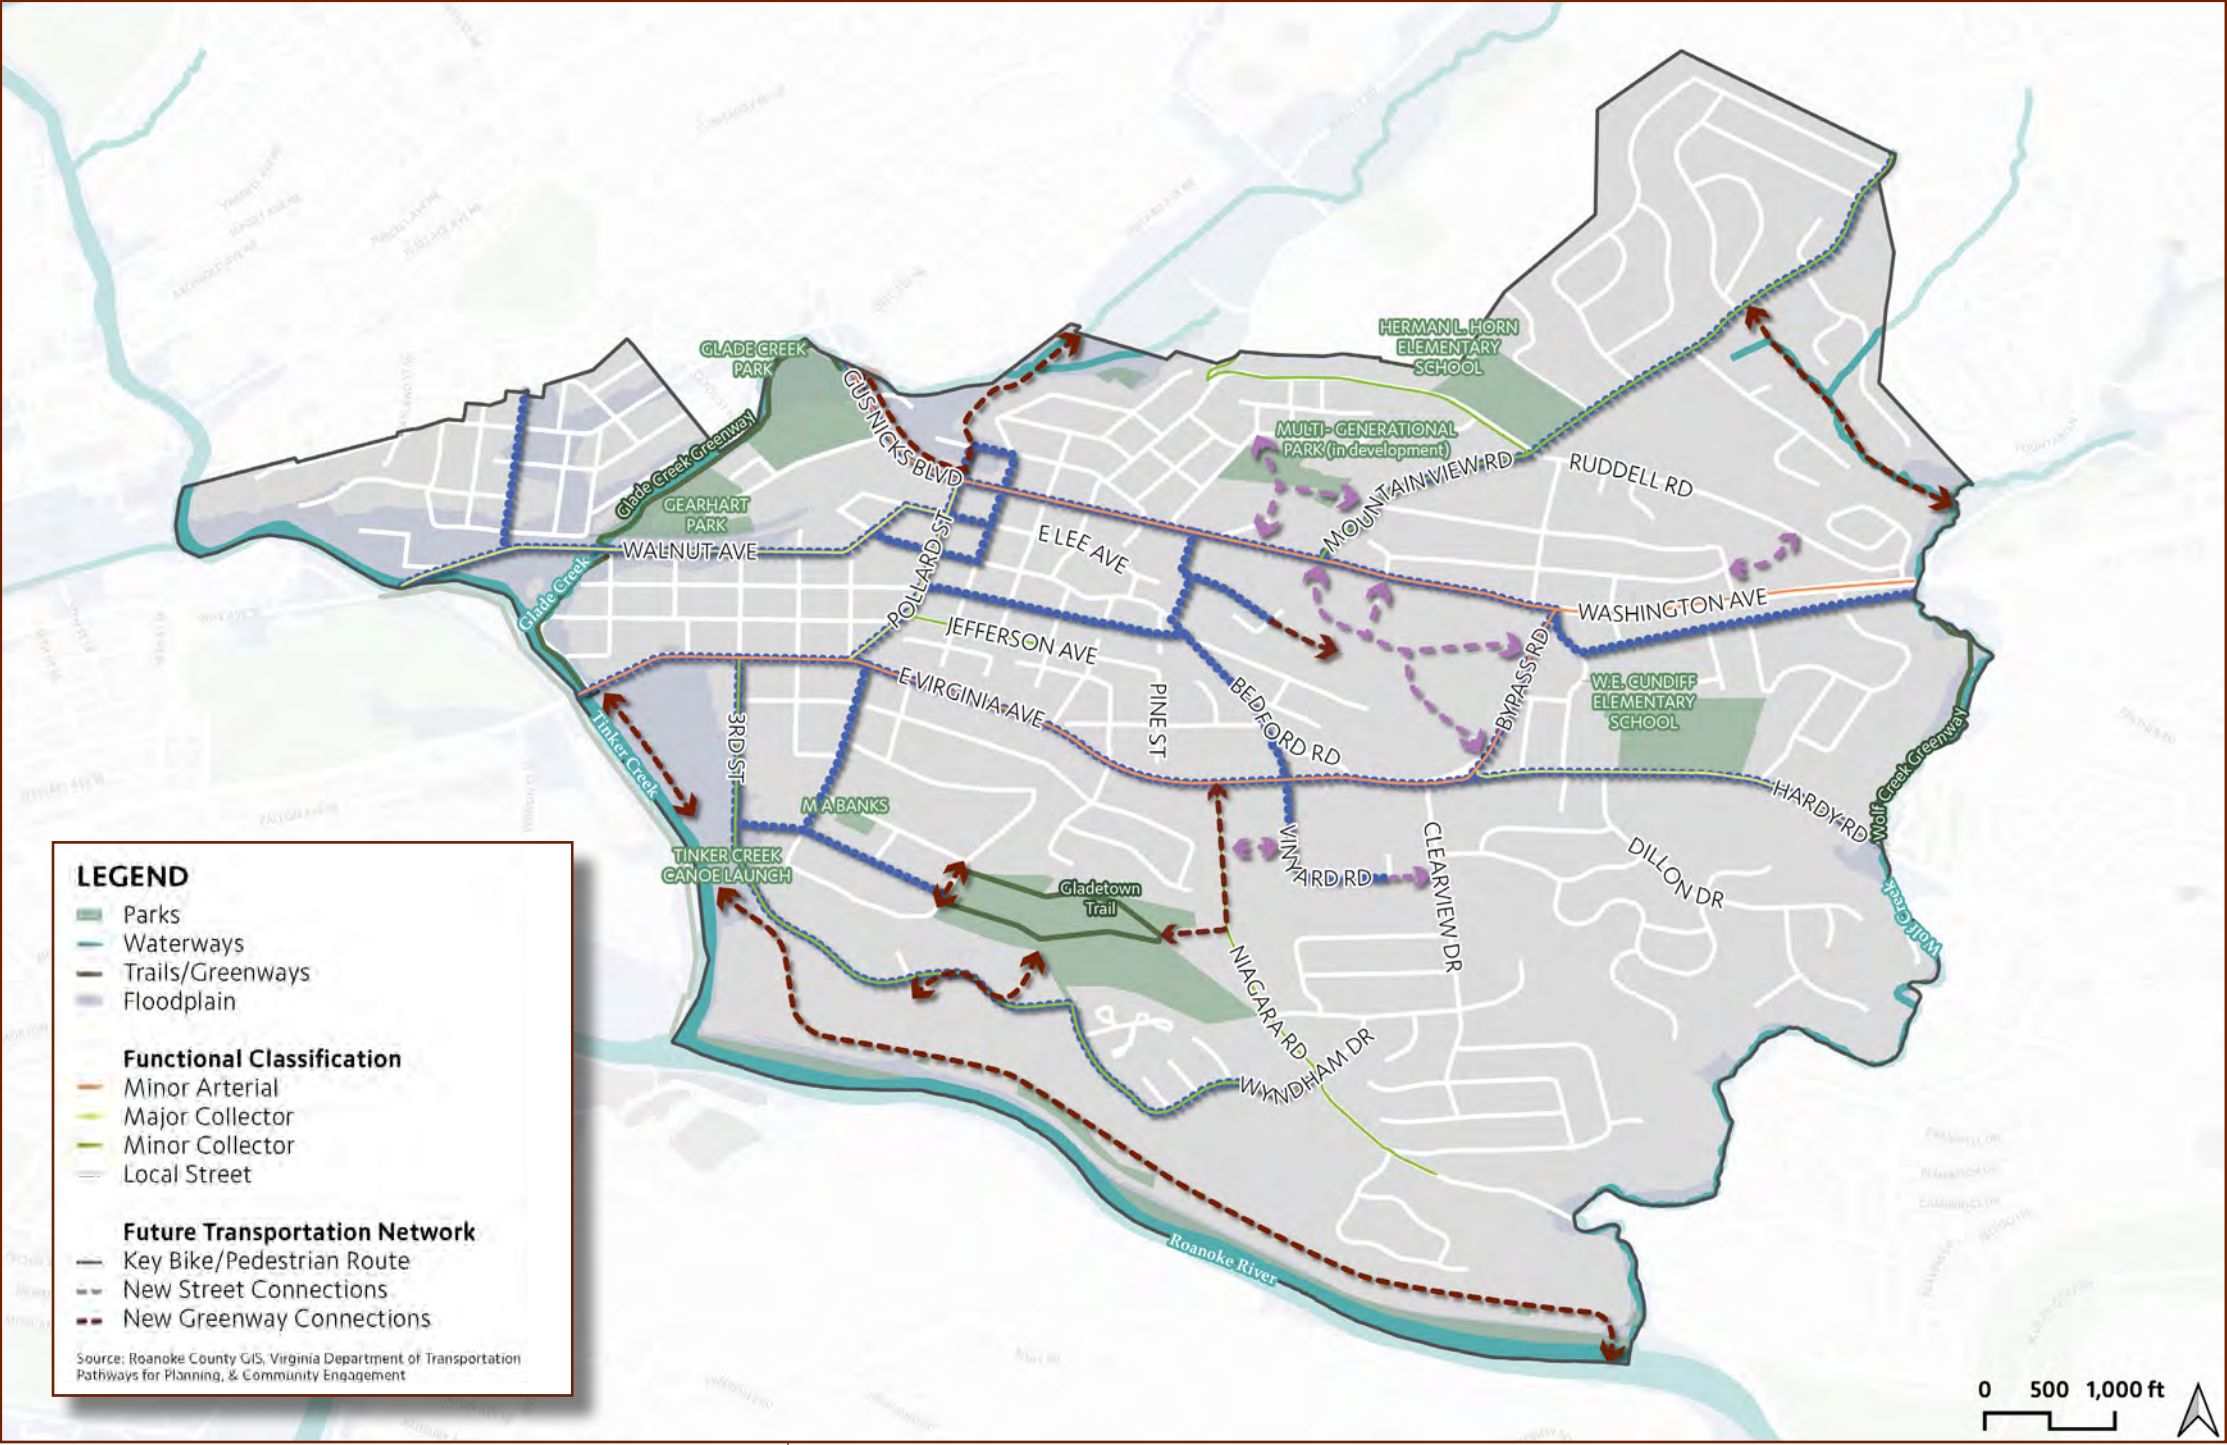 HERMAN L. HORN
ELEMENTARY
SCHOOL
GLADE CREEK
PARK
GUS NICKS BLVD
Glade Creek Greenway
MULTI- GENERATIONAL
PARK (in development)
MOUNTAIN VIEW RD
RUDDELL RD
GEARHART
PARK
E LEE AVE
WALNUT AVE
POLLARD ST
Glade Creek
WASHINGTON AVE
JEFFERSON AVE
BYPASS RD
E VIRGINIA AVE
W.E. CUNDIFF
ELEMENTARY
SCHOOL
PINE ST
BEDFORD RD
3RD ST
Tinker Creek
Wolf Creek Greenway
HARDY RD
M A BANKS
TINKER CREEK
CANOE LAUNCH
VINYARD RD
CLEARVIEW DR
DILLON DR
Gladetown
Trail
Wolf Creek
NIAGARA RD
WYNDHAM DR
Roanoke River
LEGEND
Parks
Waterways
Trails/Greenways
Floodplain
Functional Classification
Minor Arterial
Major Collector
Minor Collector
Local Street
Future Transportation Network
Key Bike/Pedestrian Route
New Street Connections
New Greenway Connections
Source: Roanoke County GIS, Virginia Department of Transportation
Pathways for Planning, & Community Engagement
0 500 1,000 ft